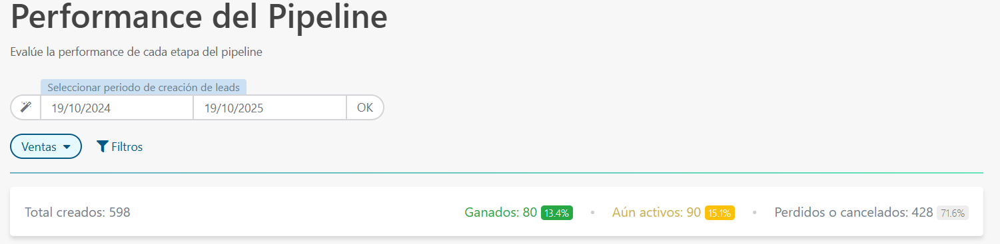 Performance del Pipeline
Evalúe la performance de cada etapa del pipeline
Seleccionar periodo de creación de leads
19/10/2024 19/10/2025 OK
Ventas Filtros
Total creados: 598 Ganados: 80 13.4% • Aún activos: 90 15.1% • Perdidos o cancelados: 428 71.6%